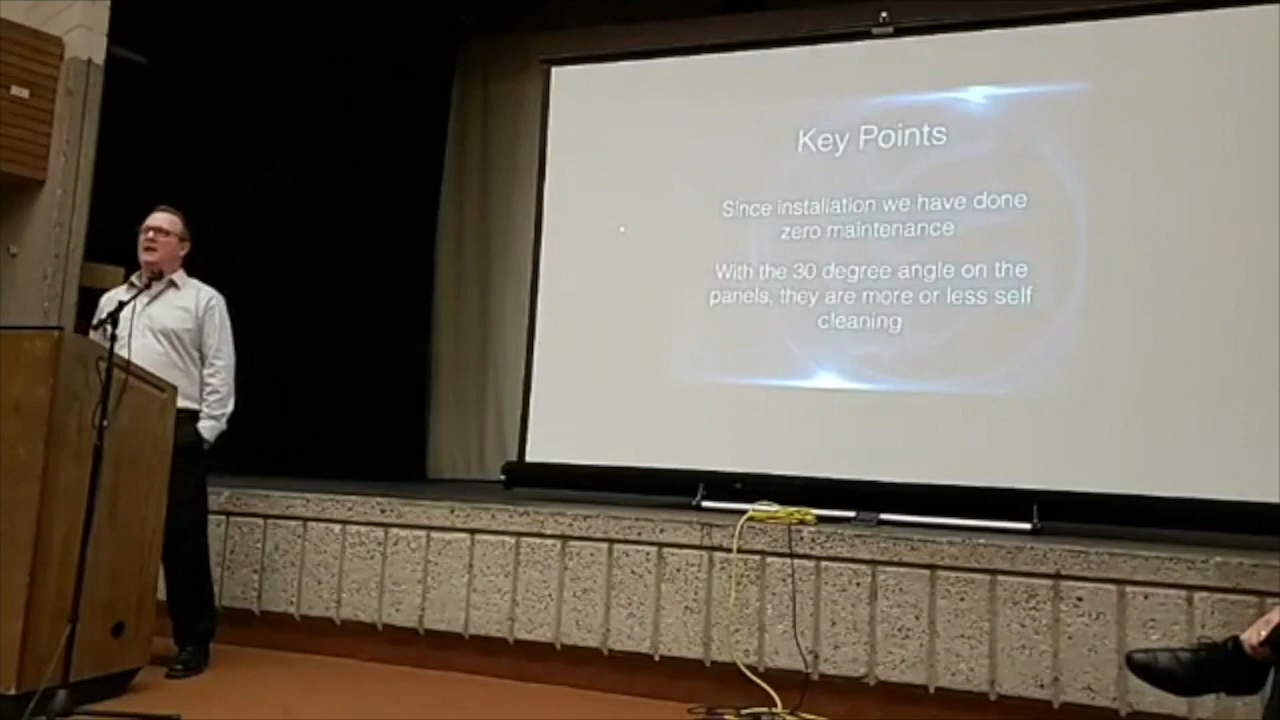 Key Points
Since installation we have done
zero maintenance
With the 30 degree angle on the
panels, they are more or less self
cleaning